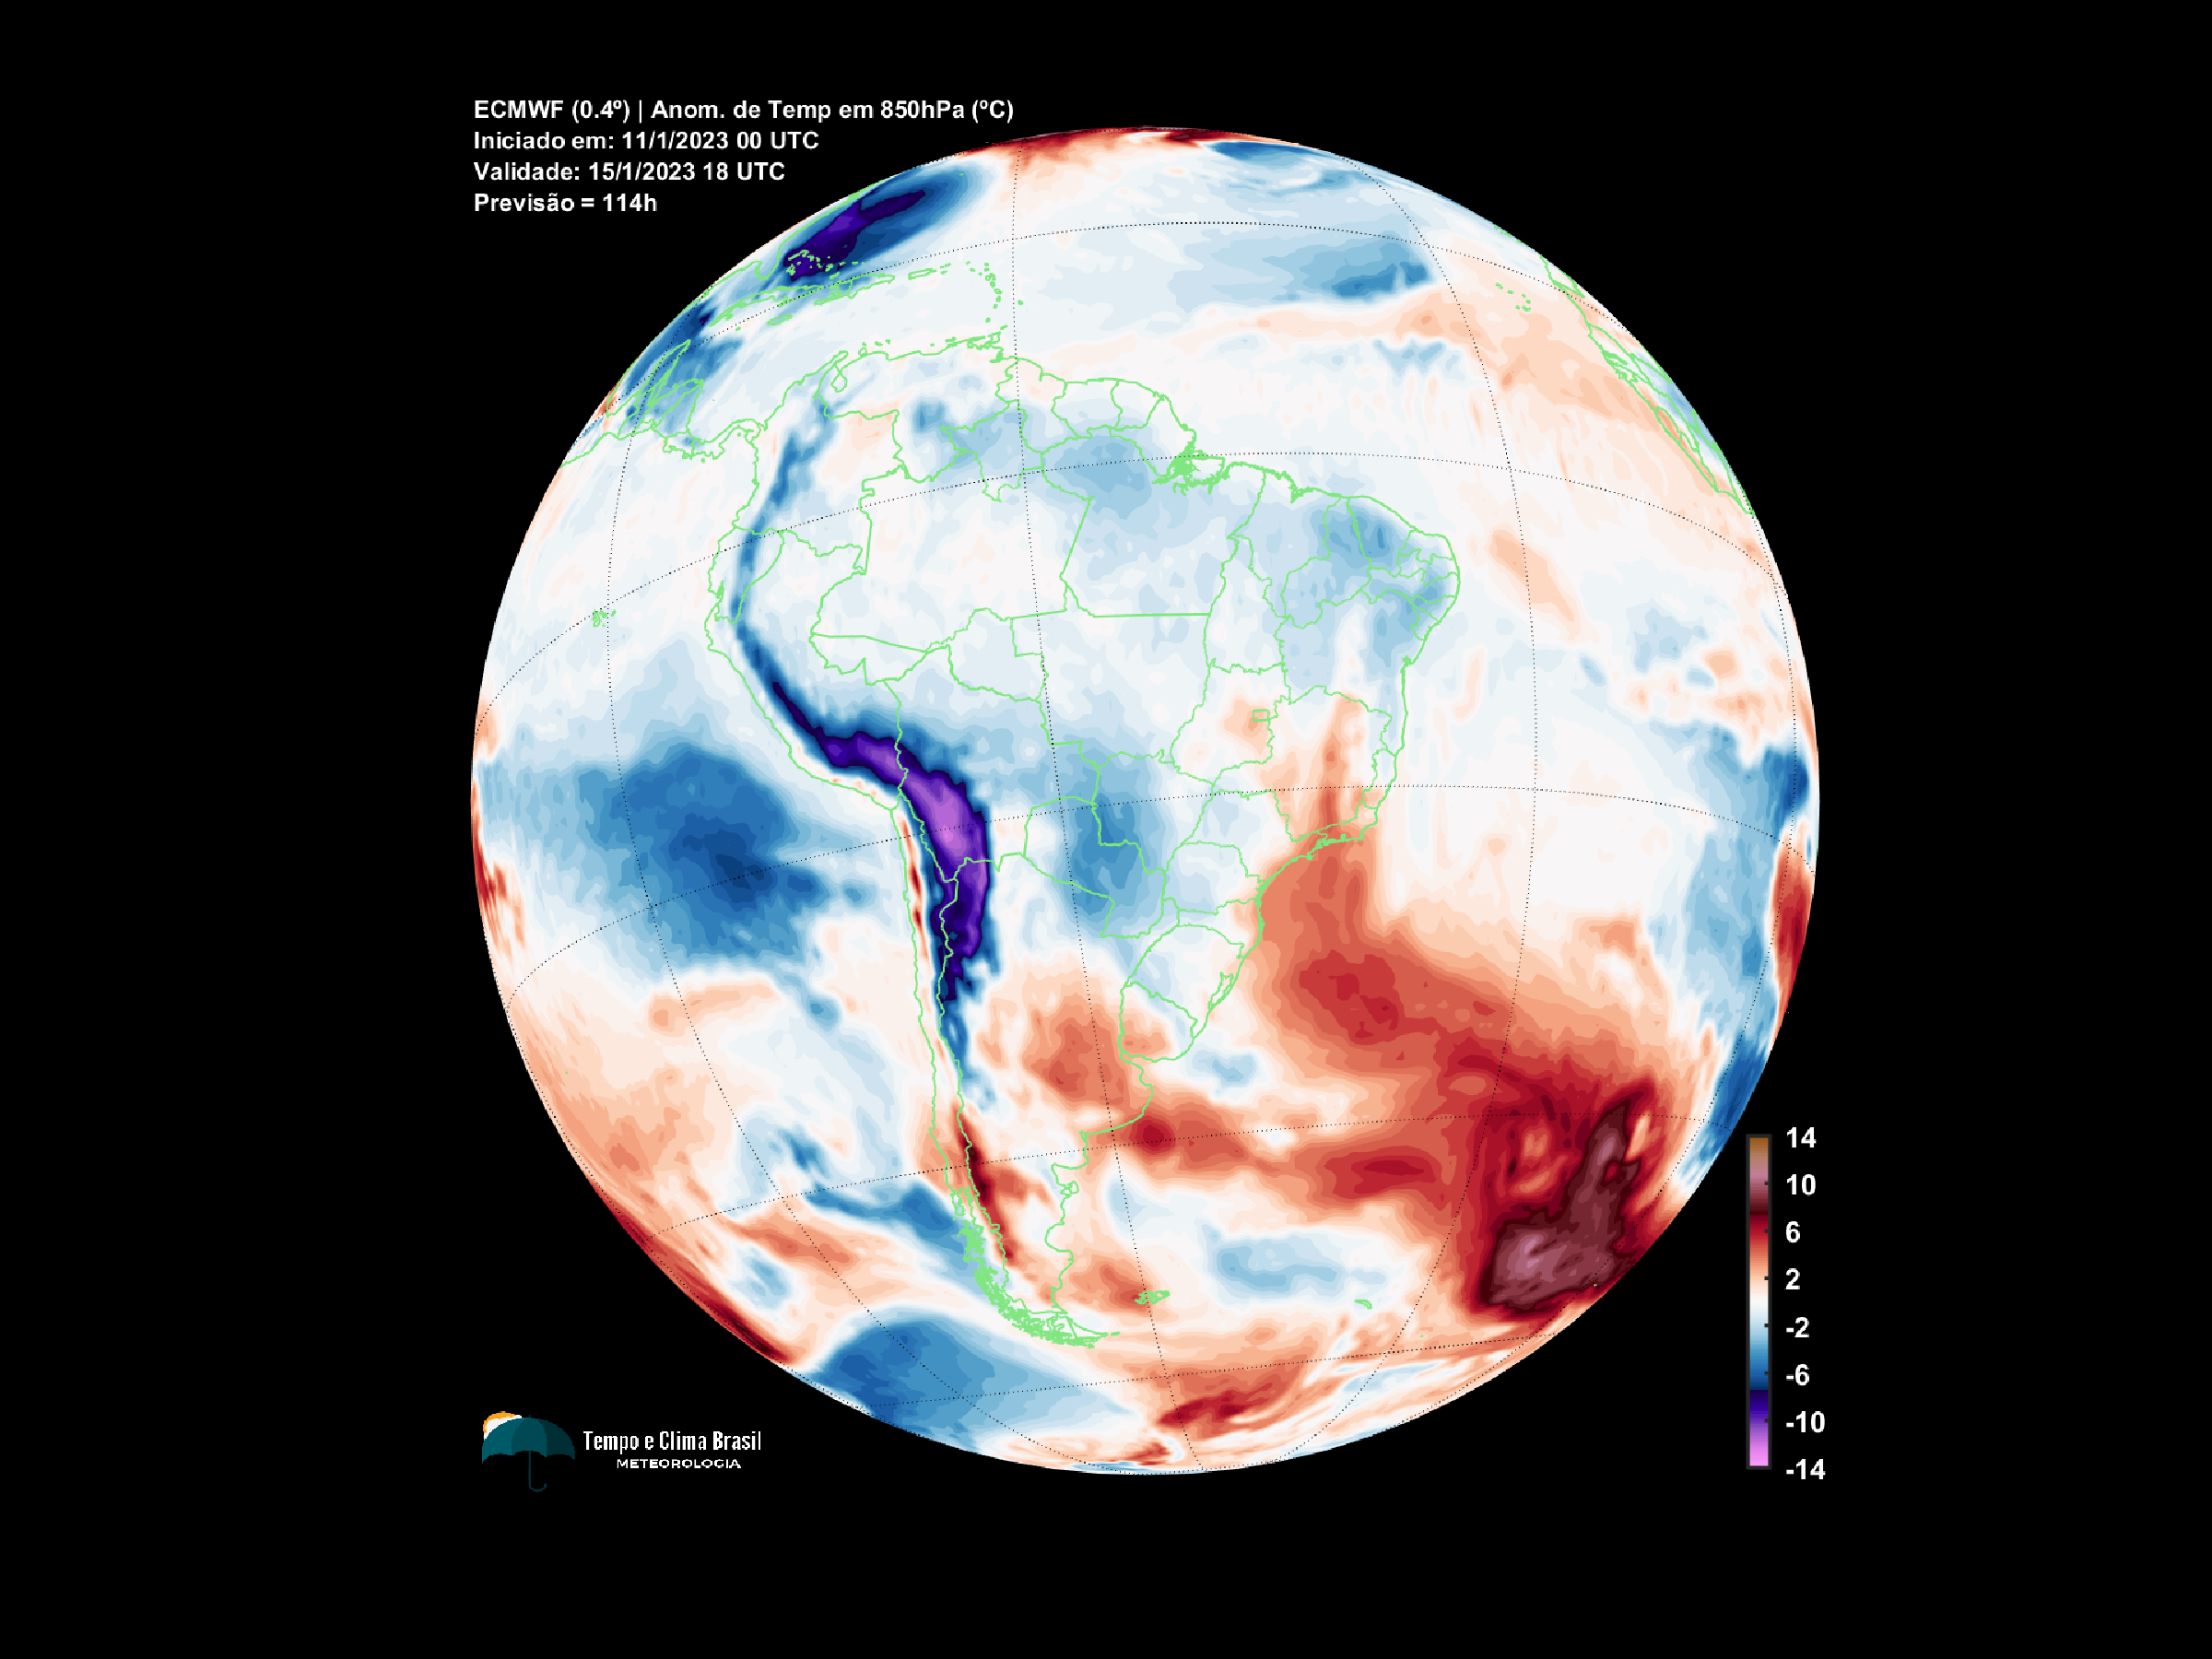 ECMWF (0.4º) | Anom. de Temp em 850hPa (ºC)
Iniciado em: 11/1/2023 00 UTC
Validade: 15/1/2023 18 UTC
Previsão = 114h
14
10
6
2
-2
-6
-10
-14
Tempo e Clima Brasil
METEOROLOGIA